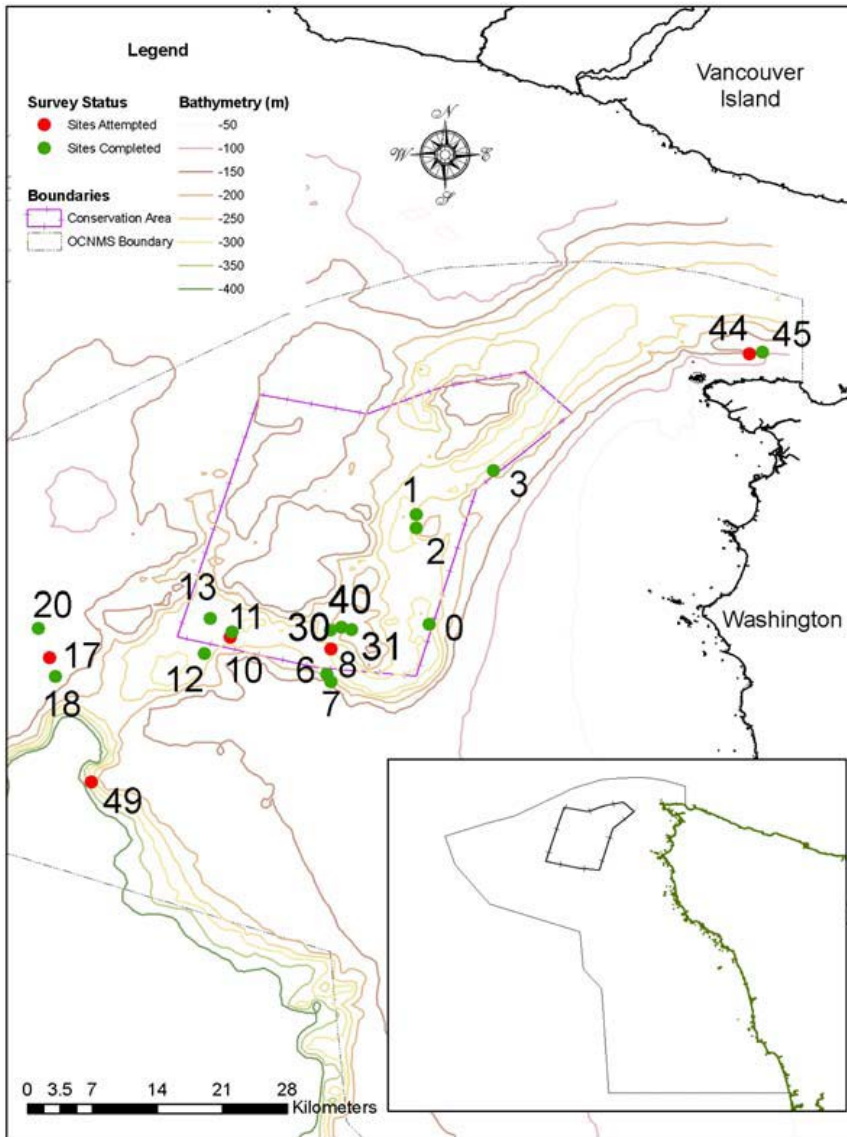 Legend
Survey Status
Sites Attempted
Sites Completed
Boundaries
Conservation Area
OCNMS Boundary
Bathymetry (m)
-50
-100
-150
-200
-250
-300
-350
-400
N
W E
S
Vancouver
Island
44 45
3
1
2
Washington
13
11
30
40
31
0
20
17
18
12
10
8
6
7
49
0 3.5 7 14 21 28
Kilometers